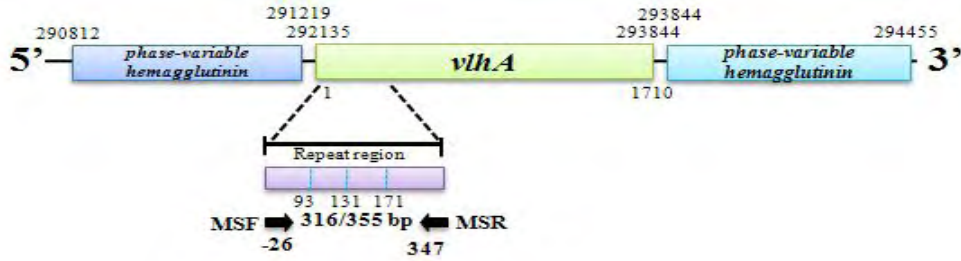 291219
293844
290812
292135
293844
294455
5’
phase-variable
hemagglutinin
vlhA
phase-variable
hemagglutinin
3’
1
1710
Repeat region
93 131 171
MSF 316/355 bp MSR
-26 347